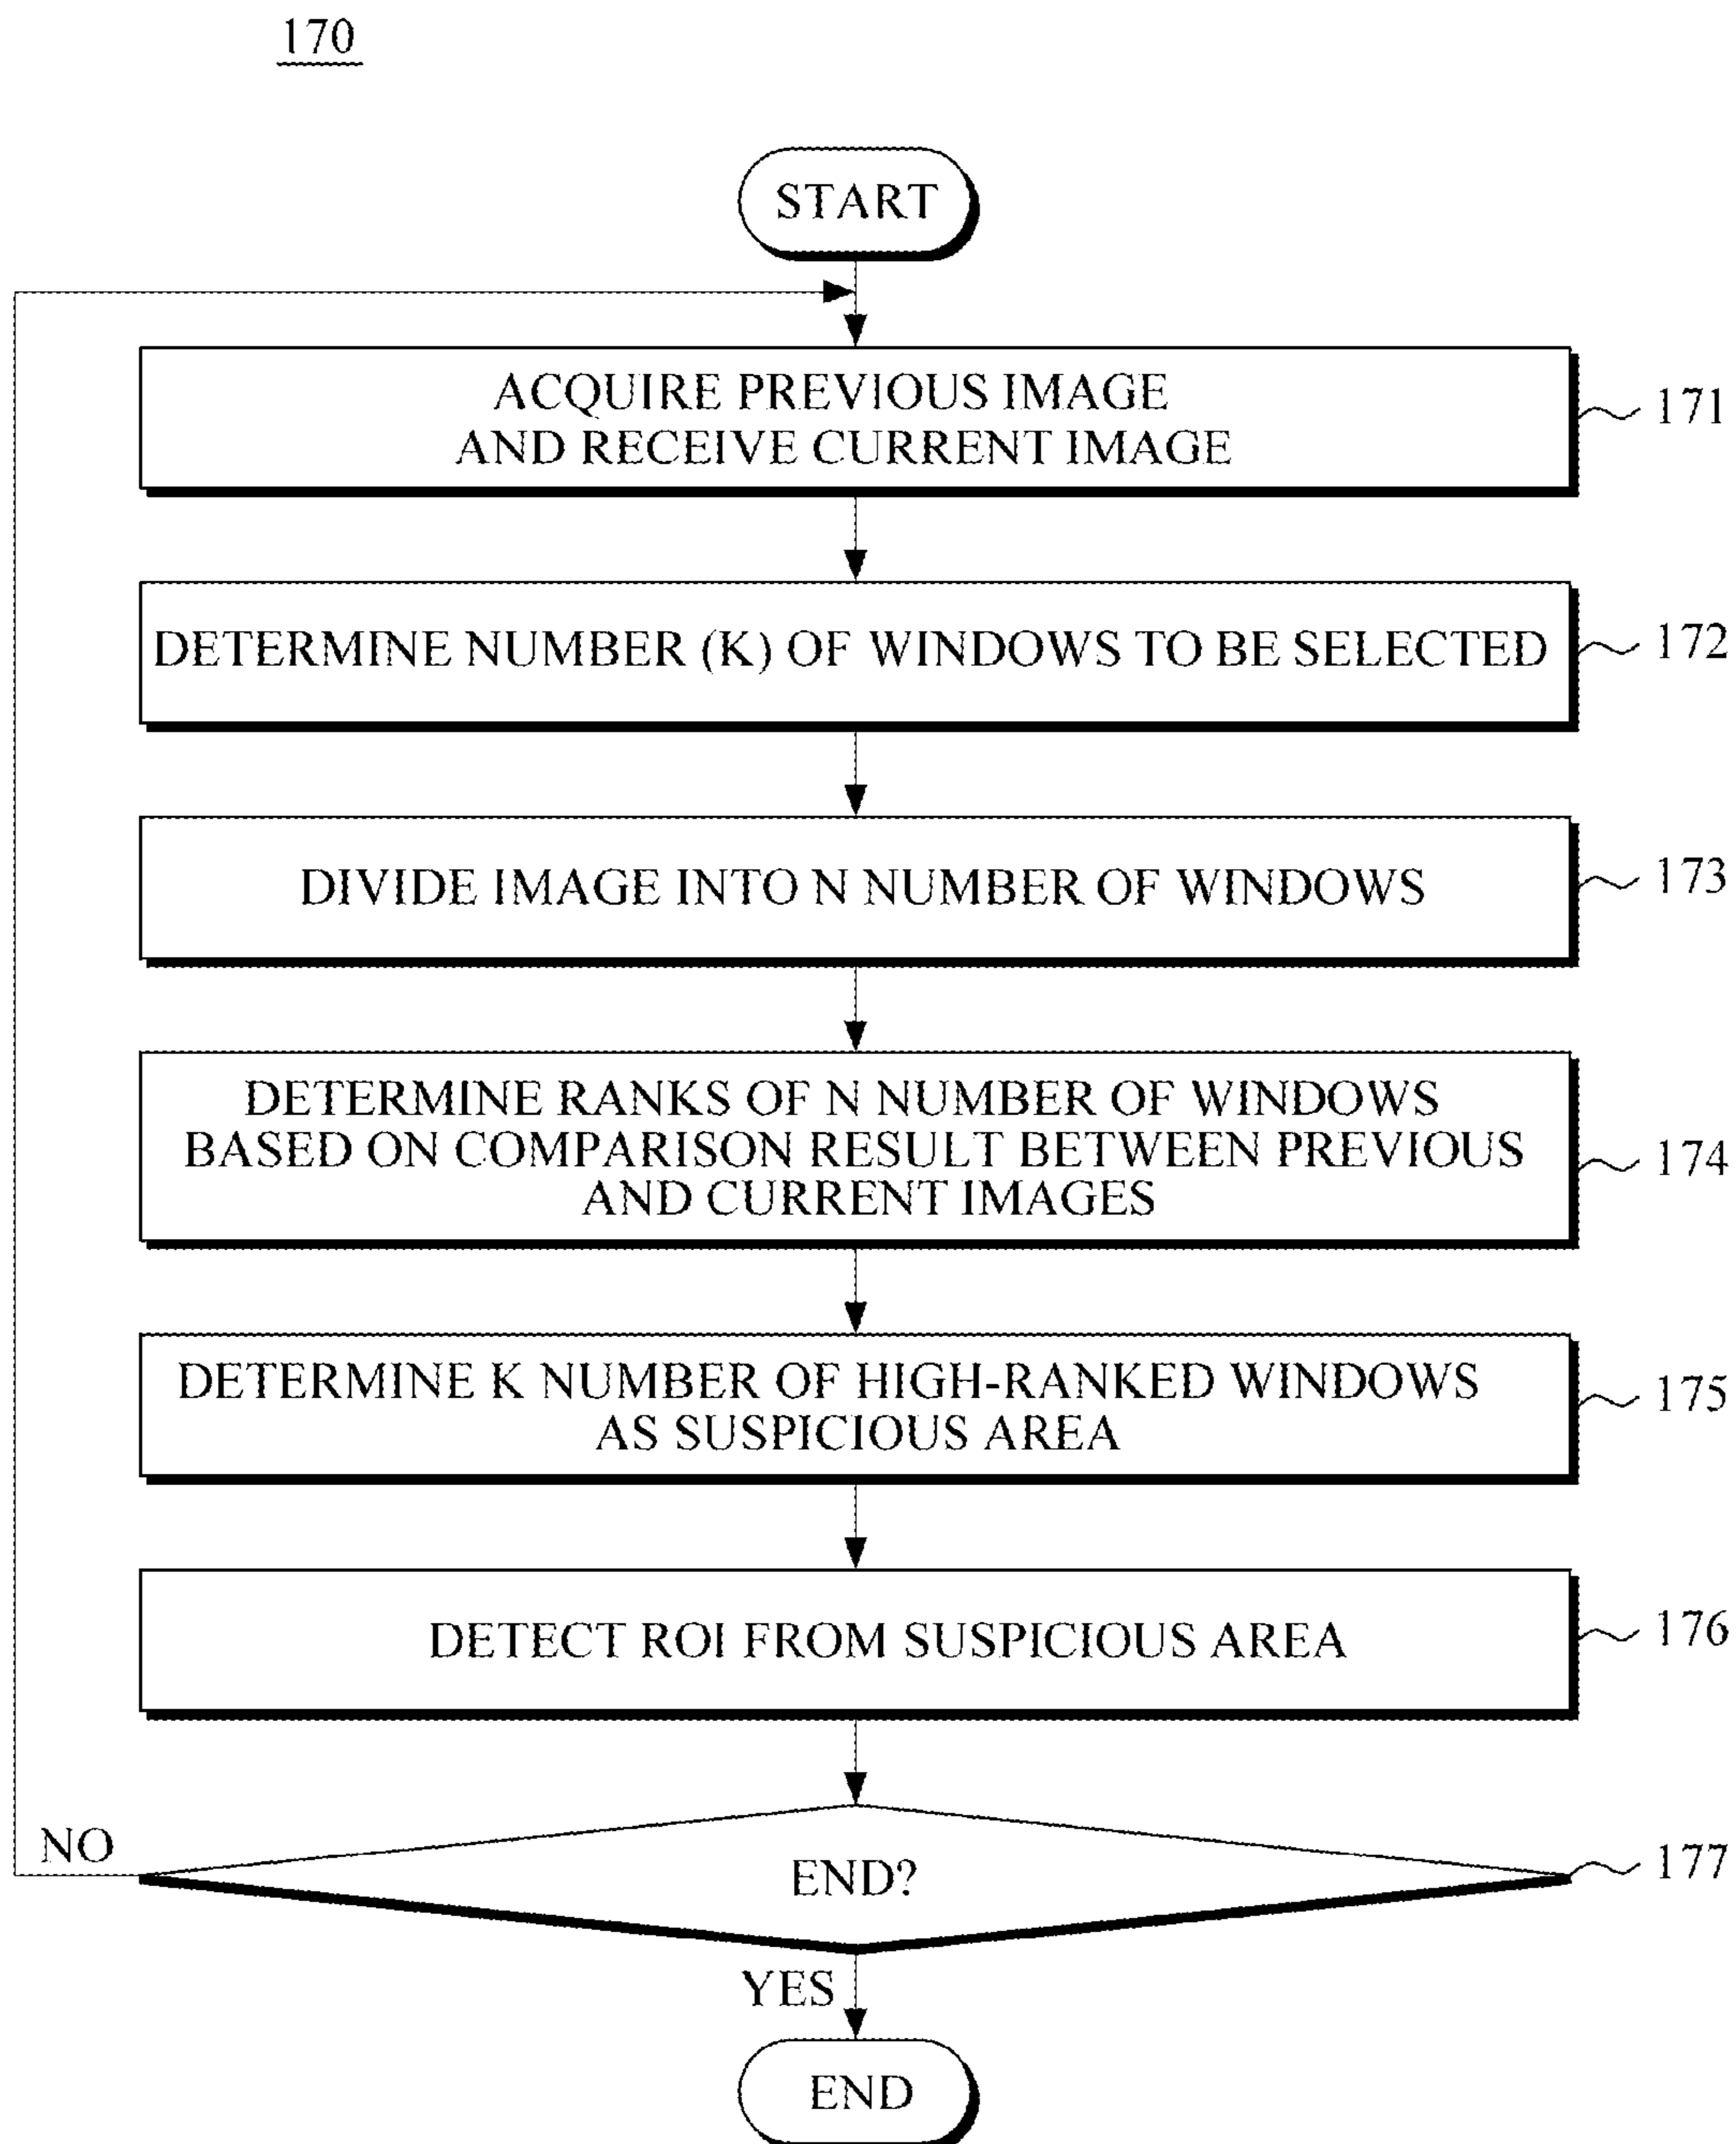 170
START
ACQUIRE PREVIOUS IMAGE
AND RECEIVE CURRENT IMAGE
171
DETERMINE NUMBER (K) OF WINDOWS TO BE SELECTED
172
DIVIDE IMAGE INTO N NUMBER OF WINDOWS
173
DETERMINE RANKS OF N NUMBER OF WINDOWS
BASED ON COMPARISON RESULT BETWEEN PREVIOUS
AND CURRENT IMAGES
174
DETERMINE K NUMBER OF HIGH-RANKED WINDOWS
AS SUSPICIOUS AREA
175
DETECT ROI FROM SUSPICIOUS AREA
176
NO
END?
177
YES
END